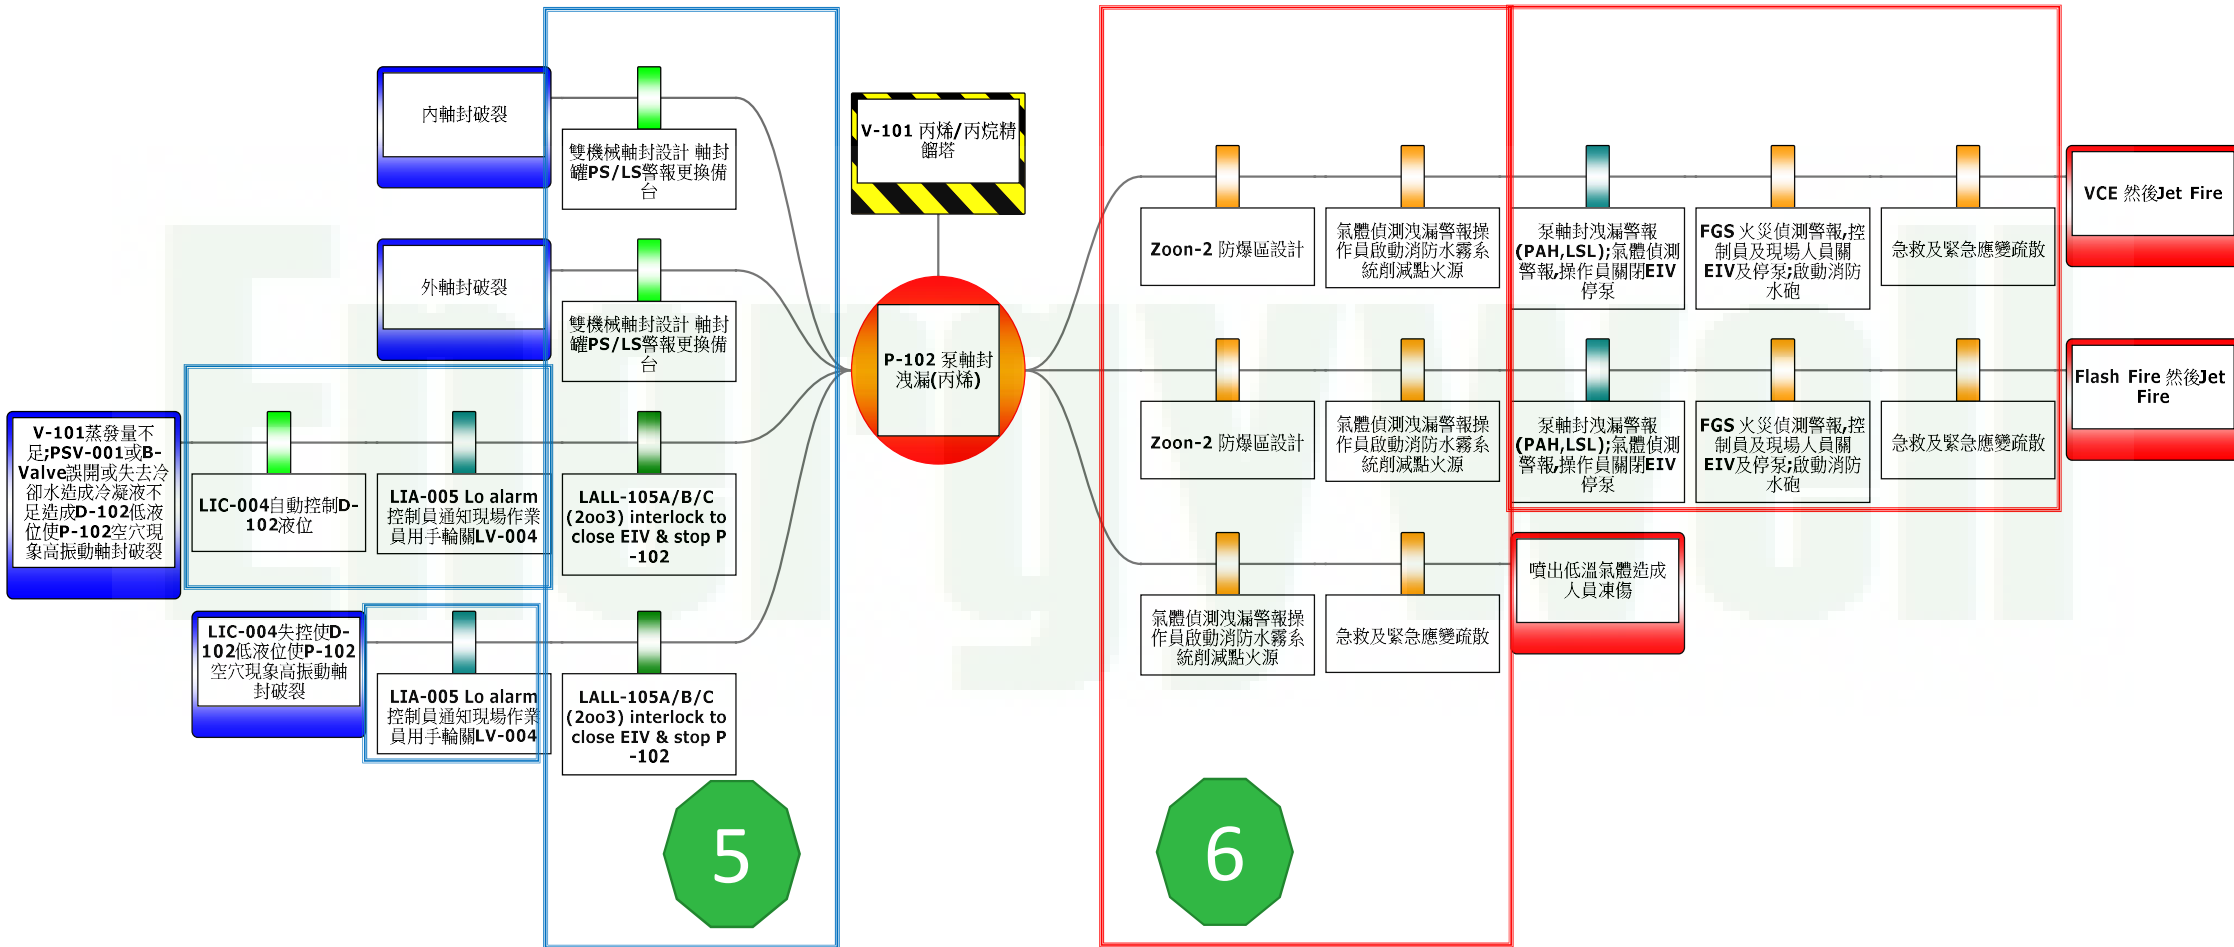 內軸封破裂
雙機械軸封設計 軸封
罐PS/LS警報更換備
台
外軸封破裂
雙機械軸封設計 軸封
罐PS/LS警報更換備
台
V-101蒸發量不
足;PSV-001或B-
Valve誤開或失去冷
卻水造成冷凝液不
足造成D-102低液
位使P-102空穴現
象高振動軸封破裂
LIC-004自動控制D-
102液位
LIA-005 Lo alarm
控制員通知現場作業
員用手輪關LV-004
LALL-105A/B/C
(2oo3) interlock to
close EIV & stop P
-102
LIC-004失控使D-
102低液位使P-102
空穴現象高振動軸
封破裂
LIA-005 Lo alarm
控制員通知現場作業
員用手輪關LV-004
LALL-105A/B/C
(2oo3) interlock to
close EIV & stop P
-102
5
V-101 丙烯/丙烷精
餾塔
P-102 泵軸封
洩漏(丙烯)
Zoon-2 防爆區設計
氣體偵測洩漏警報操
作員啟動消防水霧系
統削減點火源
泵軸封洩漏警報
(PAH,LSL);氣體偵測
警報,操作員關閉EIV
停泵
FGS 火災偵測警報,控
制員及現場人員關
EIV及停泵;啟動消防
水砲
急救及緊急應變疏散
VCE 然後Jet Fire
Zoon-2 防爆區設計
氣體偵測洩漏警報操
作員啟動消防水霧系
統削減點火源
泵軸封洩漏警報
(PAH,LSL);氣體偵測
警報,操作員關閉EIV
停泵
FGS 火災偵測警報,控
制員及現場人員關
EIV及停泵;啟動消防
水砲
急救及緊急應變疏散
Flash Fire 然後Jet
Fire
氣體偵測洩漏警報操
作員啟動消防水霧系
統削減點火源
急救及緊急應變疏散
噴出低溫氣體造成
人員凍傷
6
Energywell